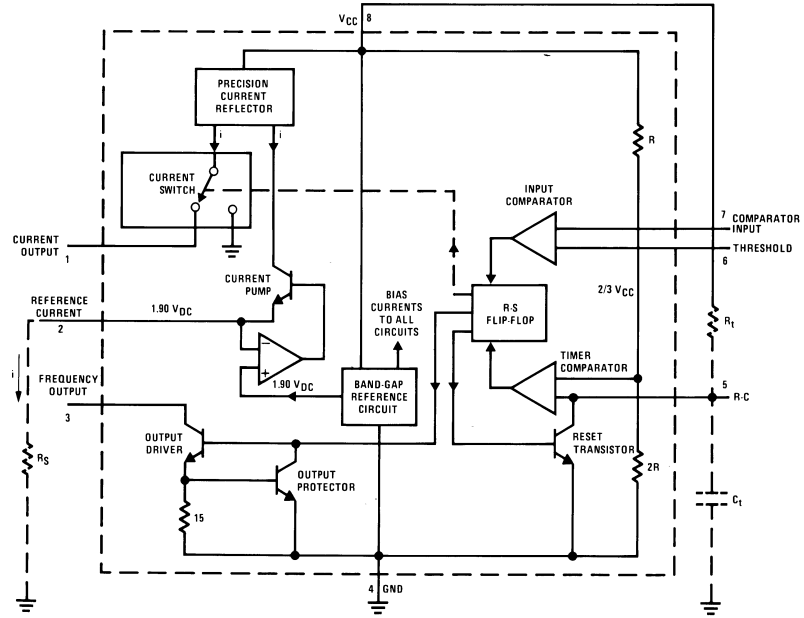 VCC 8
PRECISION
CURRENT
REFLECTOR
i i
R
CURRENT
SWITCH
INPUT
COMPARATOR
7 COMPARATOR
INPUT
THRESHOLD
6
CURRENT
OUTPUT
1
CURRENT
PUMP
BIAS
CURRENTS
TO ALL
CIRCUITS
R-S
FLIP-FLOP
2/3 VCC
REFERENCE
CURRENT
2
1.90 VDC
Rt
i
−
+
1.90 VDC
TIMER
COMPARATOR
5
R-C
FREQUENCY
OUTPUT
3
BAND-GAP
REFERENCE
CIRCUIT
OUTPUT
DRIVER
RESET
TRANSISTOR
RS
OUTPUT
PROTECTOR
2R
15
Ct
4 GND